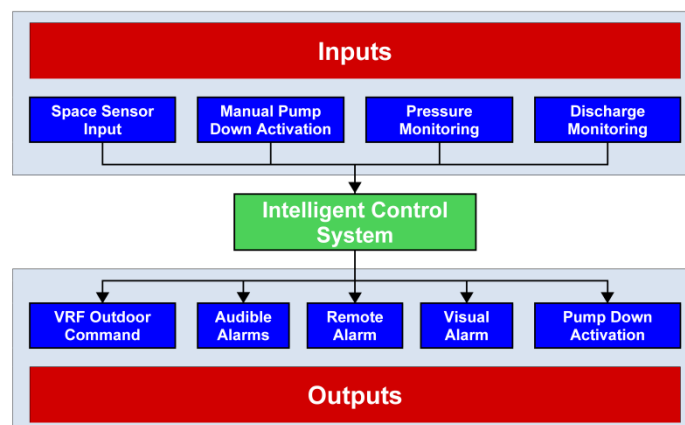 Inputs
Space Sensor
Input
Manual Pump
Down Activation
Pressure
Monitoring
Discharge
Monitoring
Intelligent Control
System
VRF Outdoor
Command
Audible
Alarms
Remote
Alarm
Visual
Alarm
Pump Down
Activation
Outputs